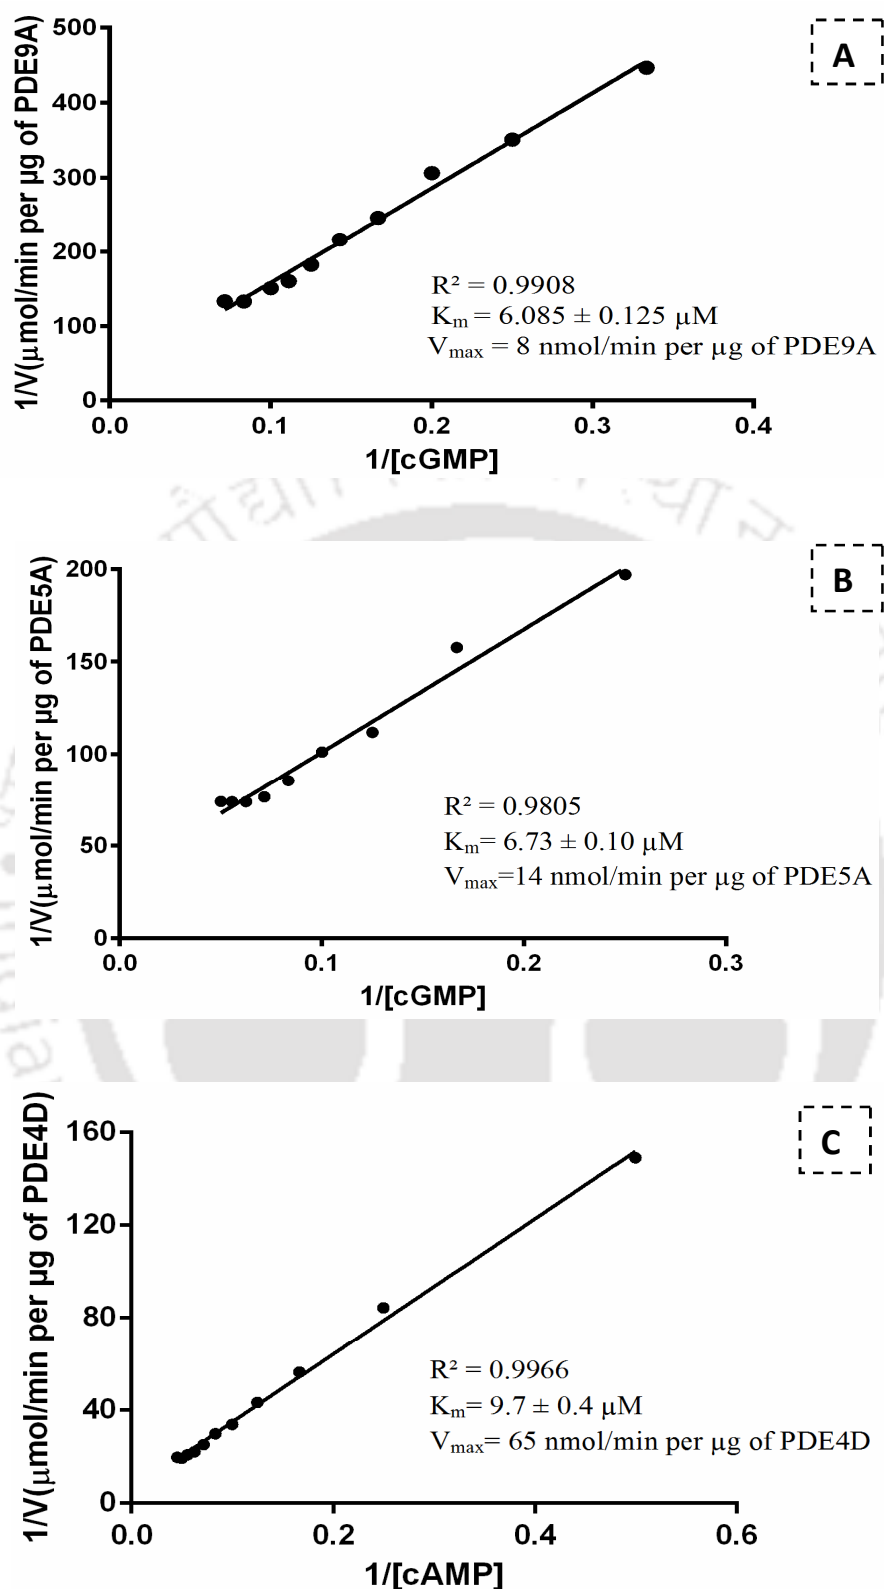 A
1/V(μmol/min per μg of PDE9A)
500
400
300
200
100
0
R² = 0.9908
Km = 6.085 ± 0.125 μM
Vmax = 8 nmol/min per μg of PDE9A
0.0 0.1 0.2 0.3 0.4
1/[cGMP]
B
1/V(μmol/min per μg of PDE5A)
200
150
100
50
0
R² = 0.9805
Km= 6.73 ± 0.10 μM
Vmax=14 nmol/min per μg of PDE5A
0.0 0.1 0.2 0.3
1/[cGMP]
C
1/V(μmol/min per μg of PDE4D)
160
120
80
40
0
R² = 0.9966
Km= 9.7 ± 0.4 μM
Vmax= 65 nmol/min per μg of PDE4D
0.0 0.2 0.4 0.6
1/[cAMP]